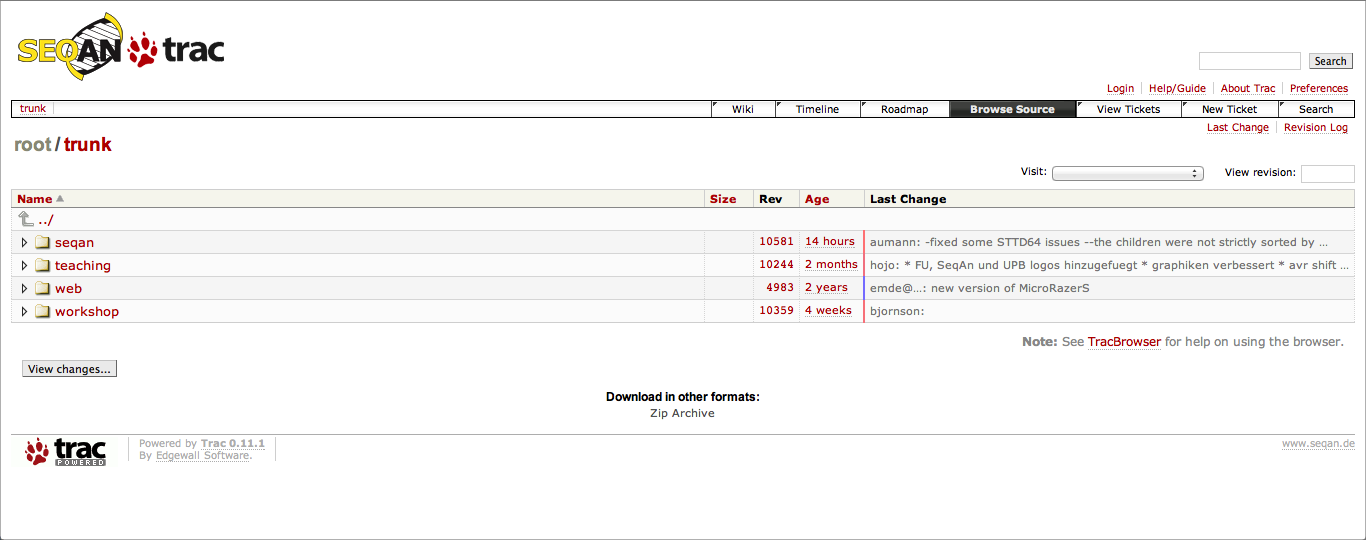 SEQAN trac
Search
Login Help/Guide About Trac Preferences
trunk Wiki Timeline Roadmap Browse Source View Tickets New Ticket Search
Last Change Revision Log
root / trunk
Visit: View revision:
Name Size Rev Age Last Change
../
seqan 10581 14 hours aumann: -fixed some STTD64 issues --the children were not strictly sorted by ...
teaching 10244 2 months hojo: * FU, SeqAn und UPB logos hinzugefuegt * graphiken verbessert * avr shift ...
web 4983 2 years emde@...: new version of MicroRazerS
workshop 10359 4 weeks bjornson:
Note: See TracBrowser for help on using the browser.
View changes...
Download in other formats:
Zip Archive
trac POWERED
Powered by Trac 0.11.1
By Edgewall Software.
www.seqan.de